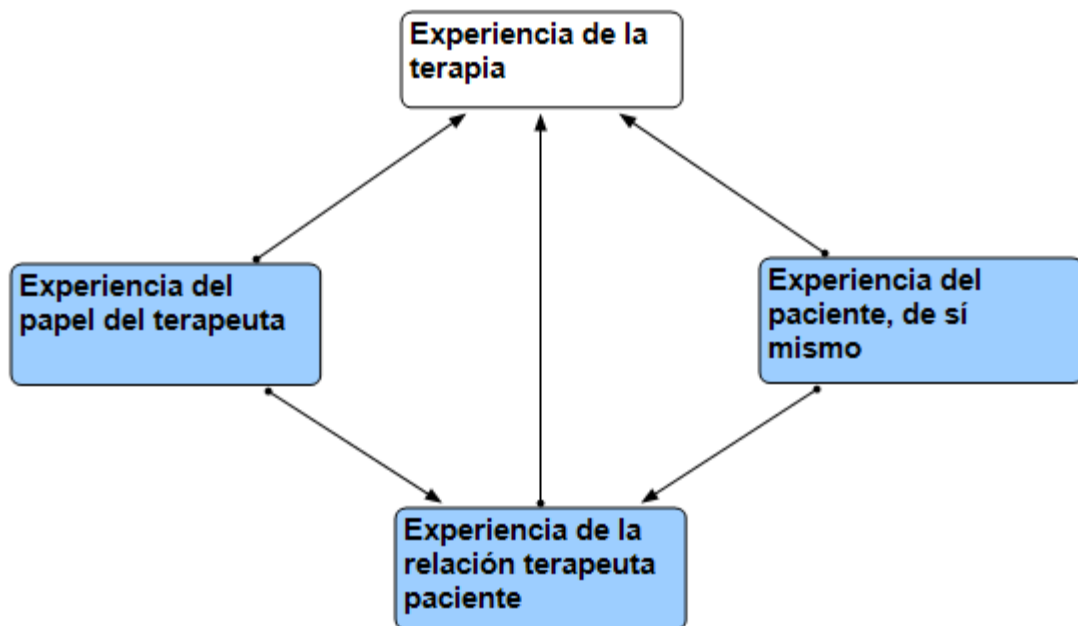 Experiencia de la
terapia
Experiencia del
papel del terapeuta
Experiencia del
paciente, de sí
mismo
Experiencia de la
relación terapeuta
paciente